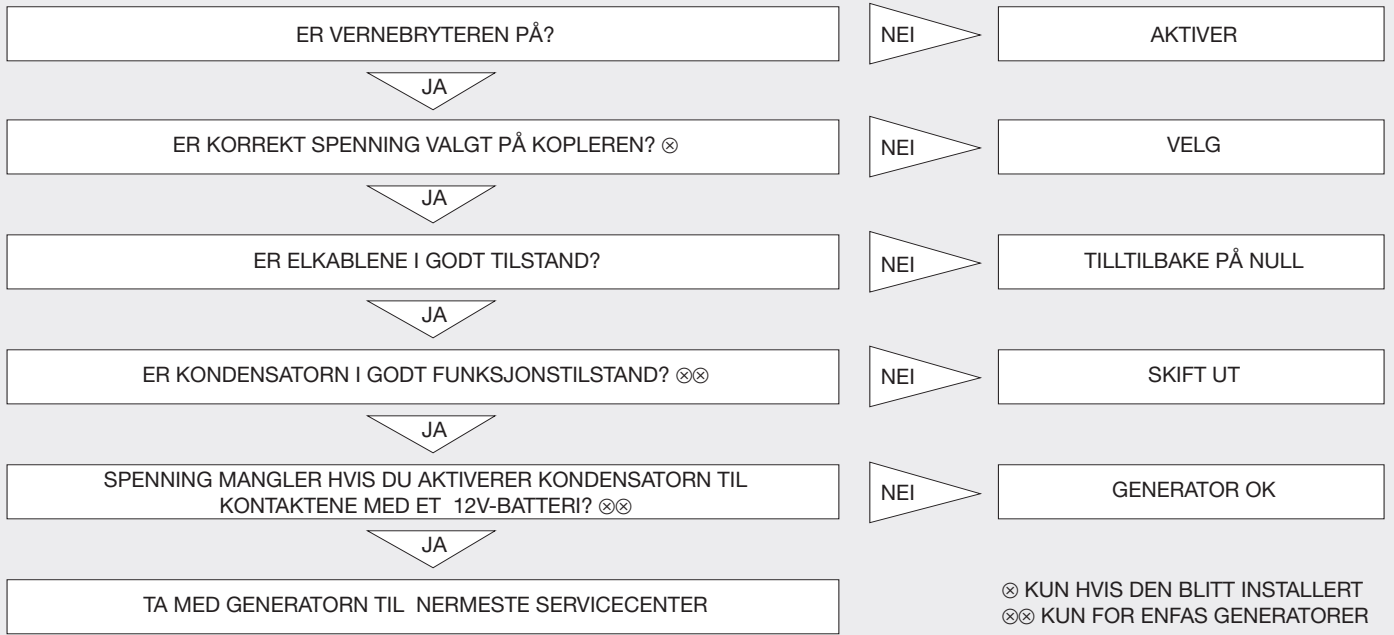 ER VERNEBRYTEREN PÅ?
NEI
AKTIVER
JA
ER KORREKT SPENNING VALGT PÅ KOPLEREN? ⊗
NEI
VELG
JA
ER ELKABLENE I GODT TILSTAND?
NEI
TILLTILBAKE PÅ NULL
JA
ER KONDENSATORN I GODT FUNKSJONSTILSTAND? ⊗⊗
NEI
SKIFT UT
JA
SPENNING MANGLER HVIS DU AKTIVERER KONDENSATORN TIL
KONTAKTENE MED ET 12V-BATTERI? ⊗⊗
NEI
GENERATOR OK
JA
TA MED GENERATORN TIL NERMESTE SERVICECENTER
⊗ KUN HVIS DEN BLITT INSTALLERT
⊗⊗ KUN FOR ENFAS GENERATORER